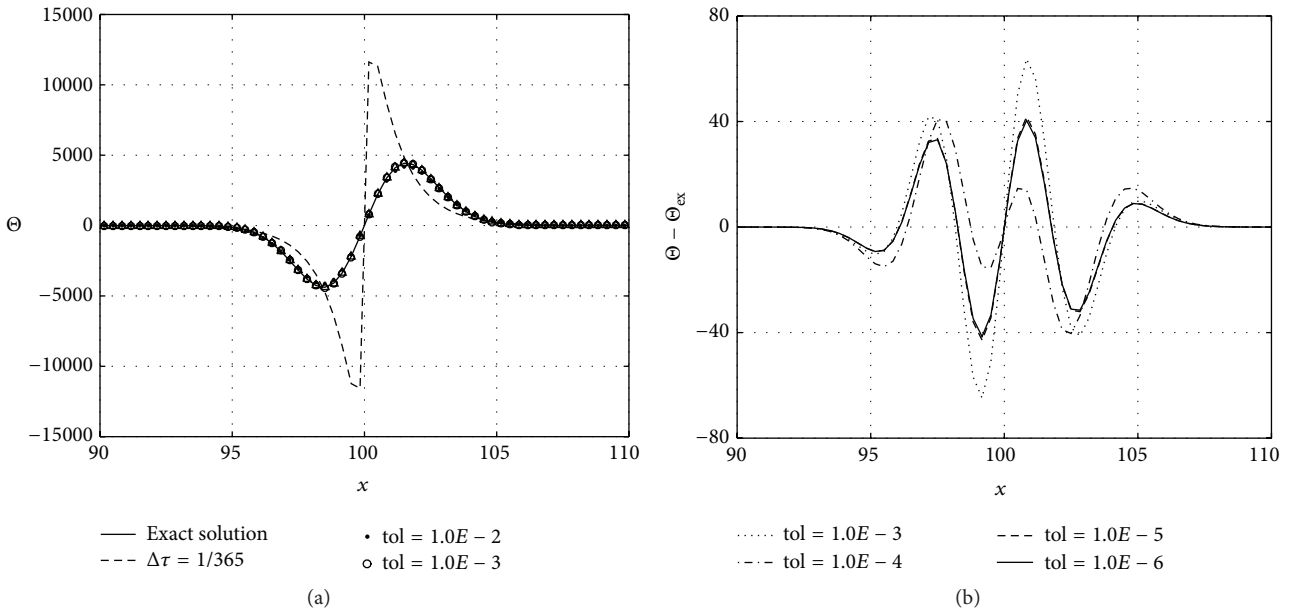 15000
10000
5000
0
−5000
−10000
−15000
Θ
90
95
100
105
110
x
Exact solution
Δτ = 1/365
tol = 1.0E − 2
tol = 1.0E − 3
(a)
80
40
0
−40
−80
Θ − Θex
90
95
100
105
110
x
tol = 1.0E − 3
tol = 1.0E − 4
tol = 1.0E − 5
tol = 1.0E − 6
(b)